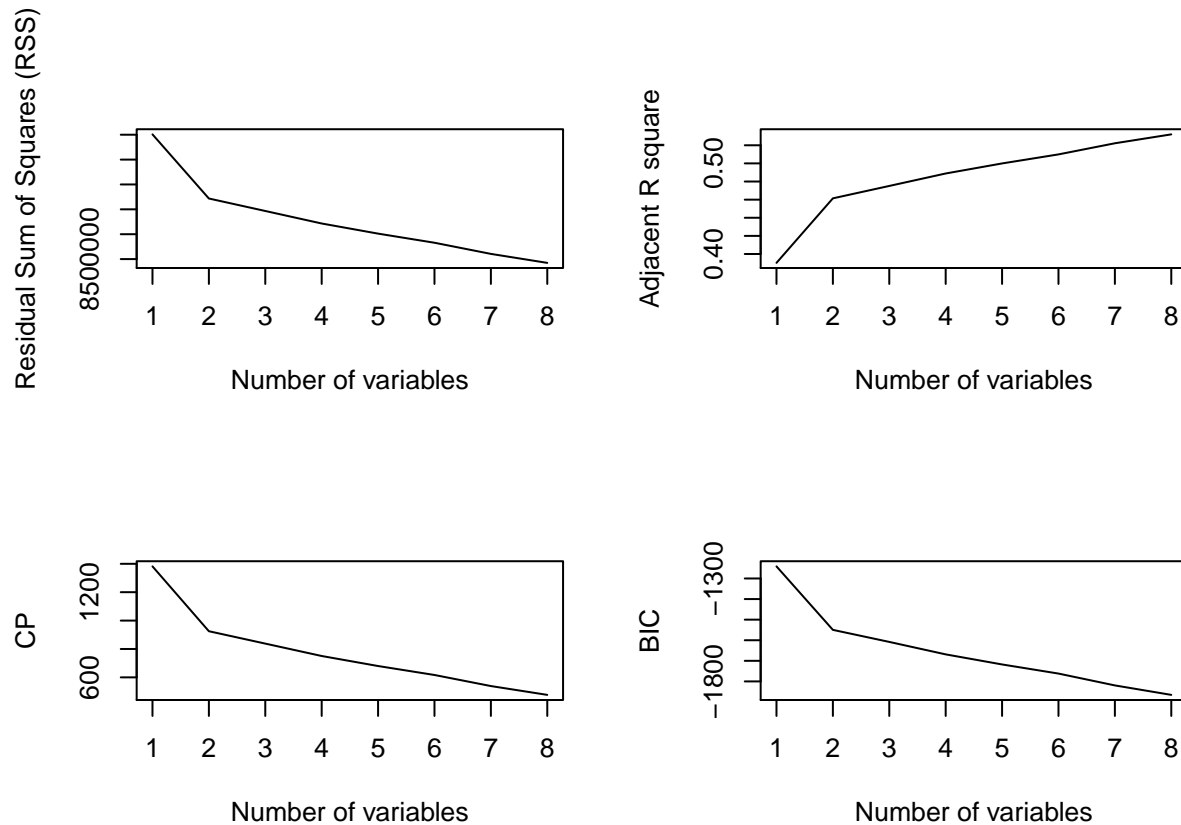 Residual Sum of Squares (RSS)
8500000
1 2 3 4 5 6 7 8
Number of variables
Adjacent R square
0.40 0.50
1 2 3 4 5 6 7 8
Number of variables
CP
600 1200
1 2 3 4 5 6 7 8
Number of variables
BIC
−1800 −1300
1 2 3 4 5 6 7 8
Number of variables